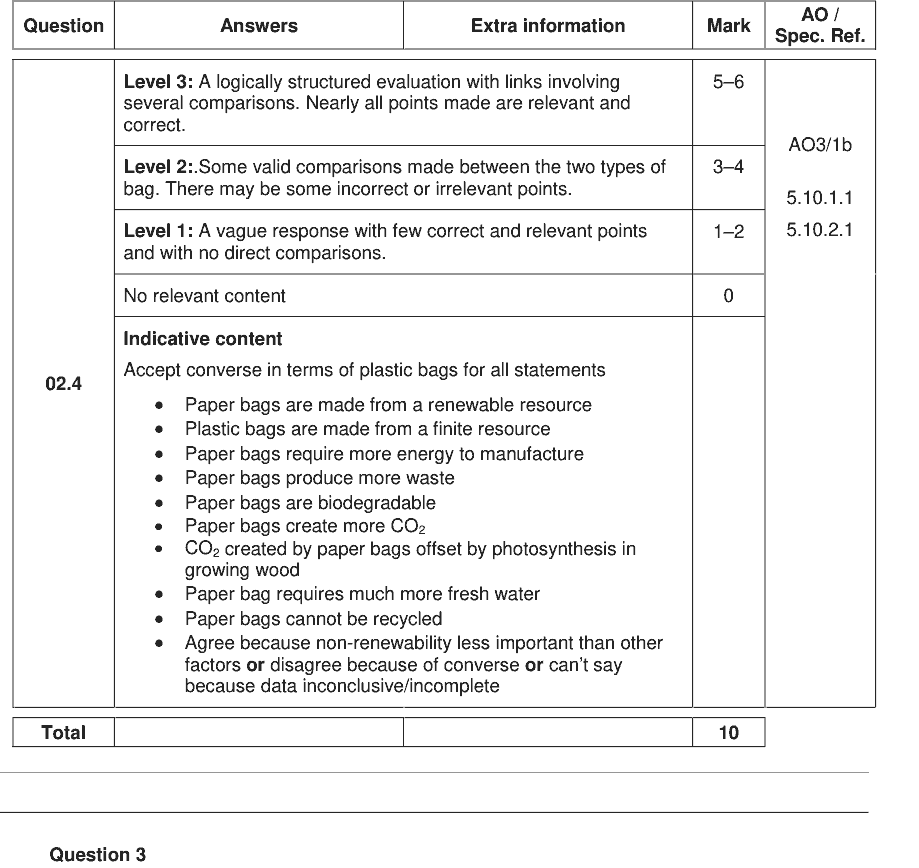 Question Answers Extra information Mark AO /
Spec. Ref.
Level 3: A logically structured evaluation with links involving
several comparisons. Nearly all points made are relevant and
correct.
5–6
Level 2:.Some valid comparisons made between the two types of
bag. There may be some incorrect or irrelevant points.
3–4
Level 1: A vague response with few correct and relevant points
and with no direct comparisons.
1–2
No relevant content
0
AO3/1b
5.10.1.1
5.10.2.1
02.4
Indicative content
Accept converse in terms of plastic bags for all statements
• Paper bags are made from a renewable resource
• Plastic bags are made from a finite resource
• Paper bags require more energy to manufacture
• Paper bags produce more waste
• Paper bags are biodegradable
• Paper bags create more CO₂
• CO₂ created by paper bags offset by photosynthesis in
growing wood
• Paper bag requires much more fresh water
• Paper bags cannot be recycled
• Agree because non-renewability less important than other
factors or disagree because of converse or can't say
because data inconclusive/incomplete
Total 10
Question 3